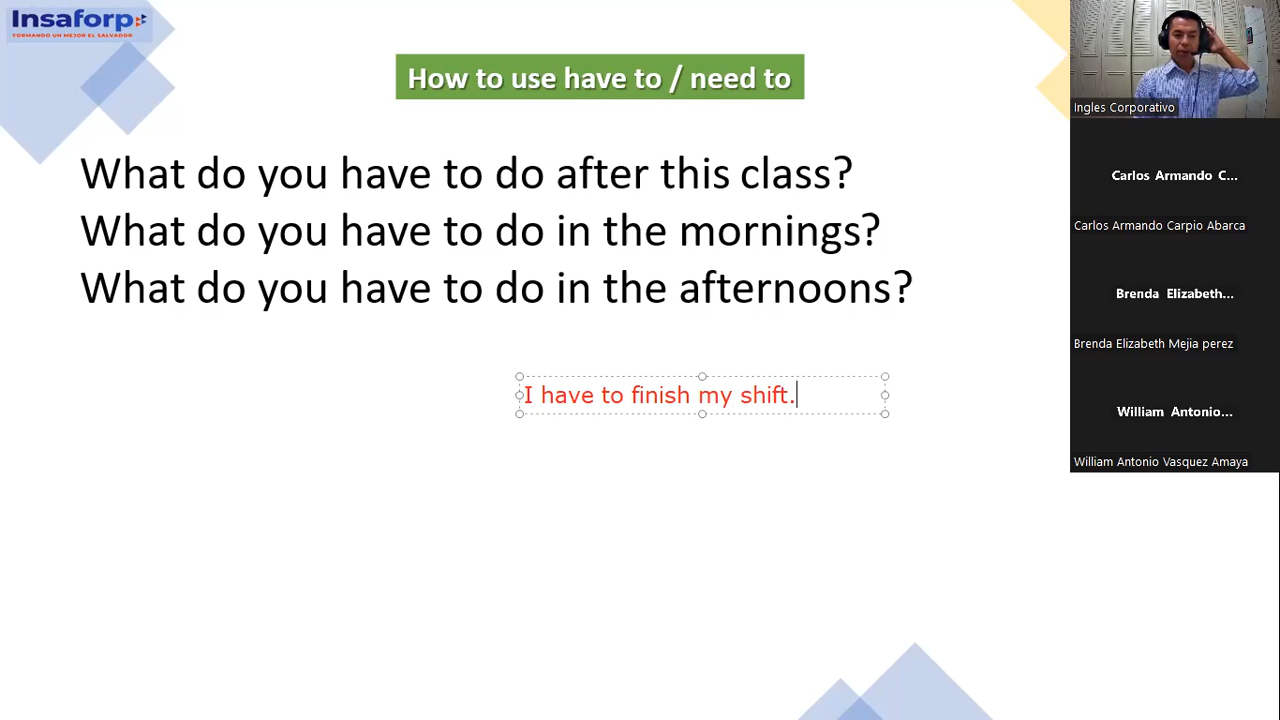 Insaforp
FORMANDO UN MEJOR EL SALVADOR
How to use have to / need to
What do you have to do after this class?
What do you have to do in the mornings?
What do you have to do in the afternoons?
I have to finish my shift.
Ingles Corporativo
Carlos Armando C...
Carlos Armando Carpio Abarca
Brenda Elizabeth...
Brenda Elizabeth Mejia perez
William Antonio...
William Antonio Vasquez Amaya